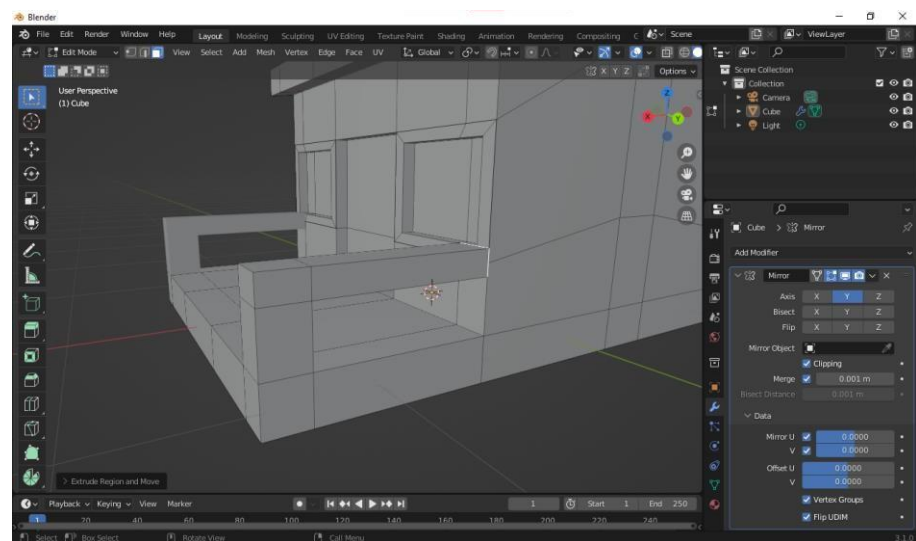 Blender
File Edit Render Window Help Layout Modeling Sculpting UV Editing Texture Paint Shading Animation Rendering Compositing Scene ViewLayer
Edit Mode View Select Add Mesh Vertex Edge Face UV Global
X Y Z Options
User Perspective
(1) Cube
Z
X
Y
Scene Collection
Collection
Camera
Cube
Light
Cube > Mirror
Add Modifier
Mirror
Axis X Y Z
Bisect X Y Z
Flip X Y Z
Mirror Object
Clipping
Merge 0.001 m
Bisect Distance 0.001 m
Data
Mirror U 0.0000
V 0.0000
Offset U 0.0000
V 0.0000
Vertex Groups
Flip UDIM
> Extrude Region and Move
Playback Keying View Marker 1 Start 1 End 250
1 20 40 60 80 100 120 140 160 180 200 220 240
Select Box Select Rotate View Call Menu 3.1.0